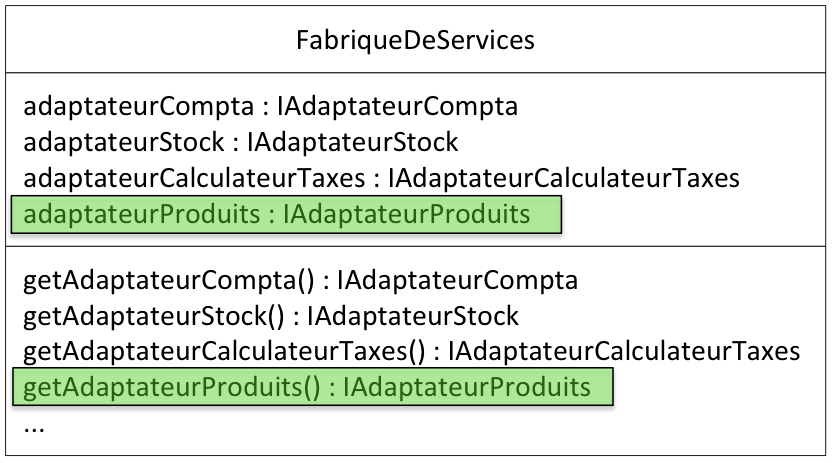 FabriqueDeServices
adaptateurCompta : IAdaptateurCompta
adaptateurStock : IAdaptateurStock
adaptateurCalculateurTaxes : IAdaptateurCalculateurTaxes
adaptateurProduits : IAdaptateurProduits
getAdaptateurCompta() : IAdaptateurCompta
getAdaptateurStock() : IAdaptateurStock
getAdaptateurCalculateurTaxes() : IAdaptateurCalculateurTaxes
getAdaptateurProduits() : IAdaptateurProduits
...